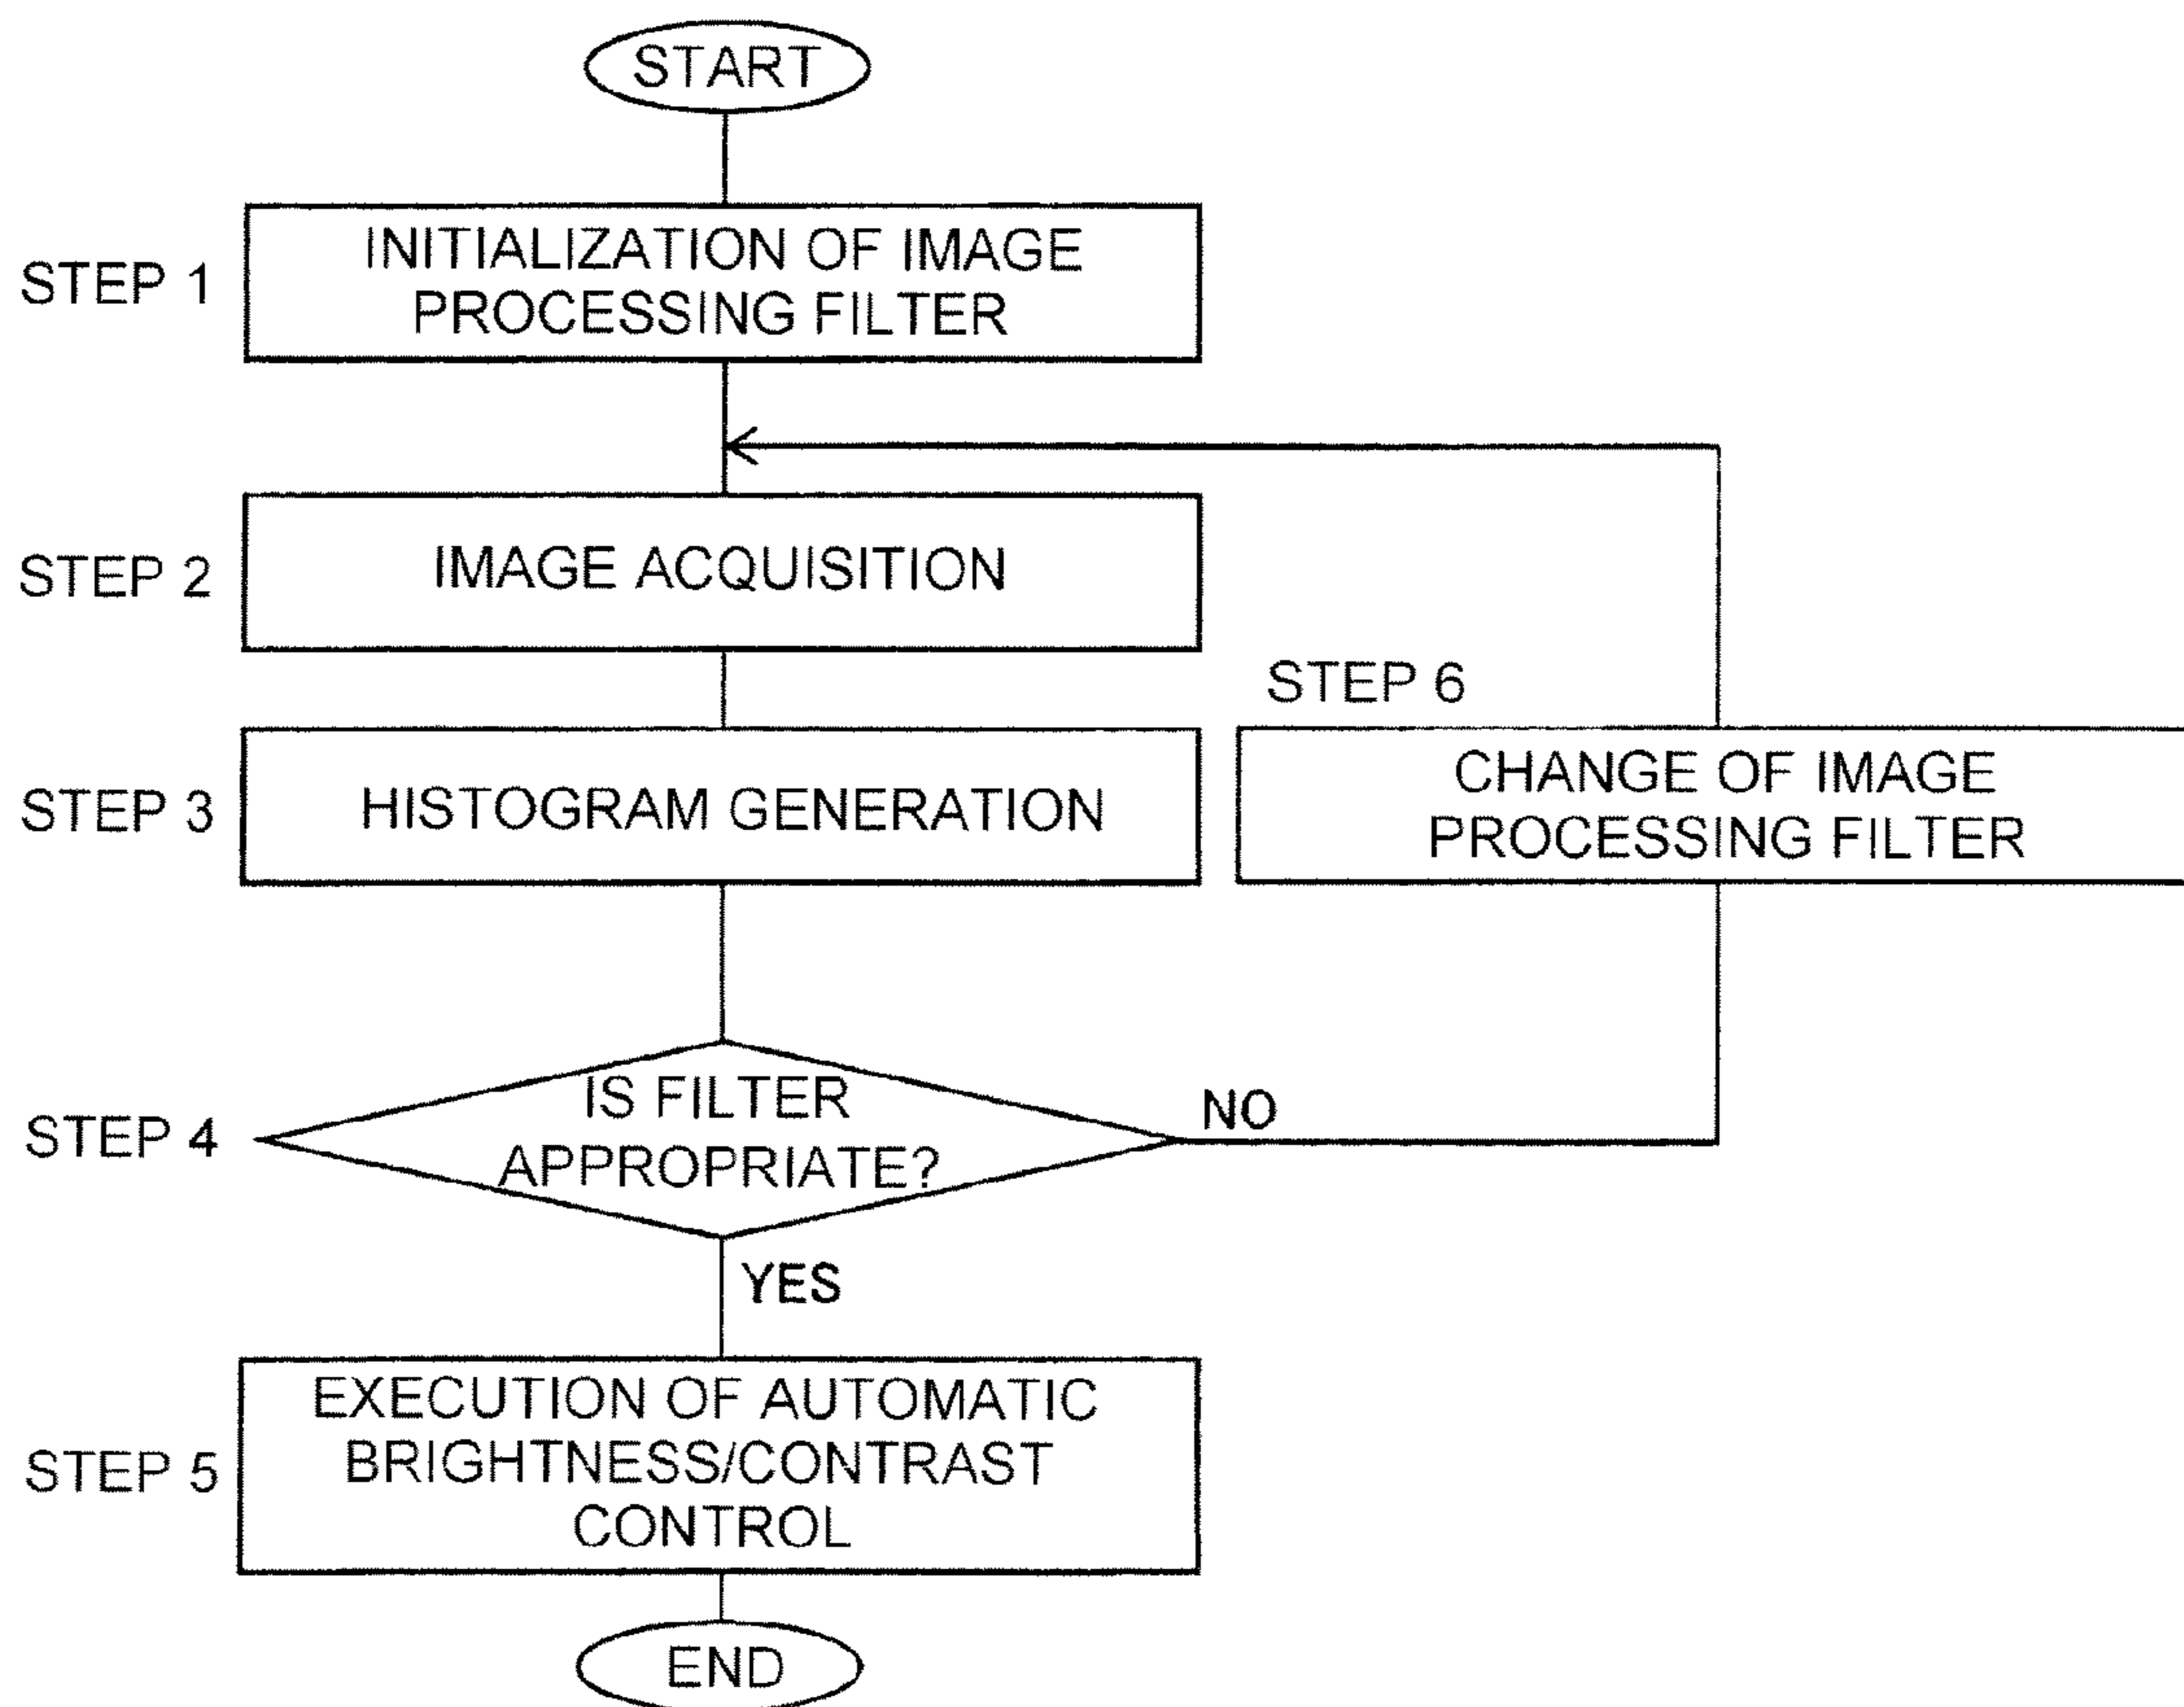 START
STEP 1
INITIALIZATION OF IMAGE
PROCESSING FILTER
STEP 2
IMAGE ACQUISITION
STEP 3
HISTOGRAM GENERATION
STEP 6
CHANGE OF IMAGE
PROCESSING FILTER
STEP 4
IS FILTER
APPROPRIATE?
NO
YES
STEP 5
EXECUTION OF AUTOMATIC
BRIGHTNESS/CONTRAST
CONTROL
END